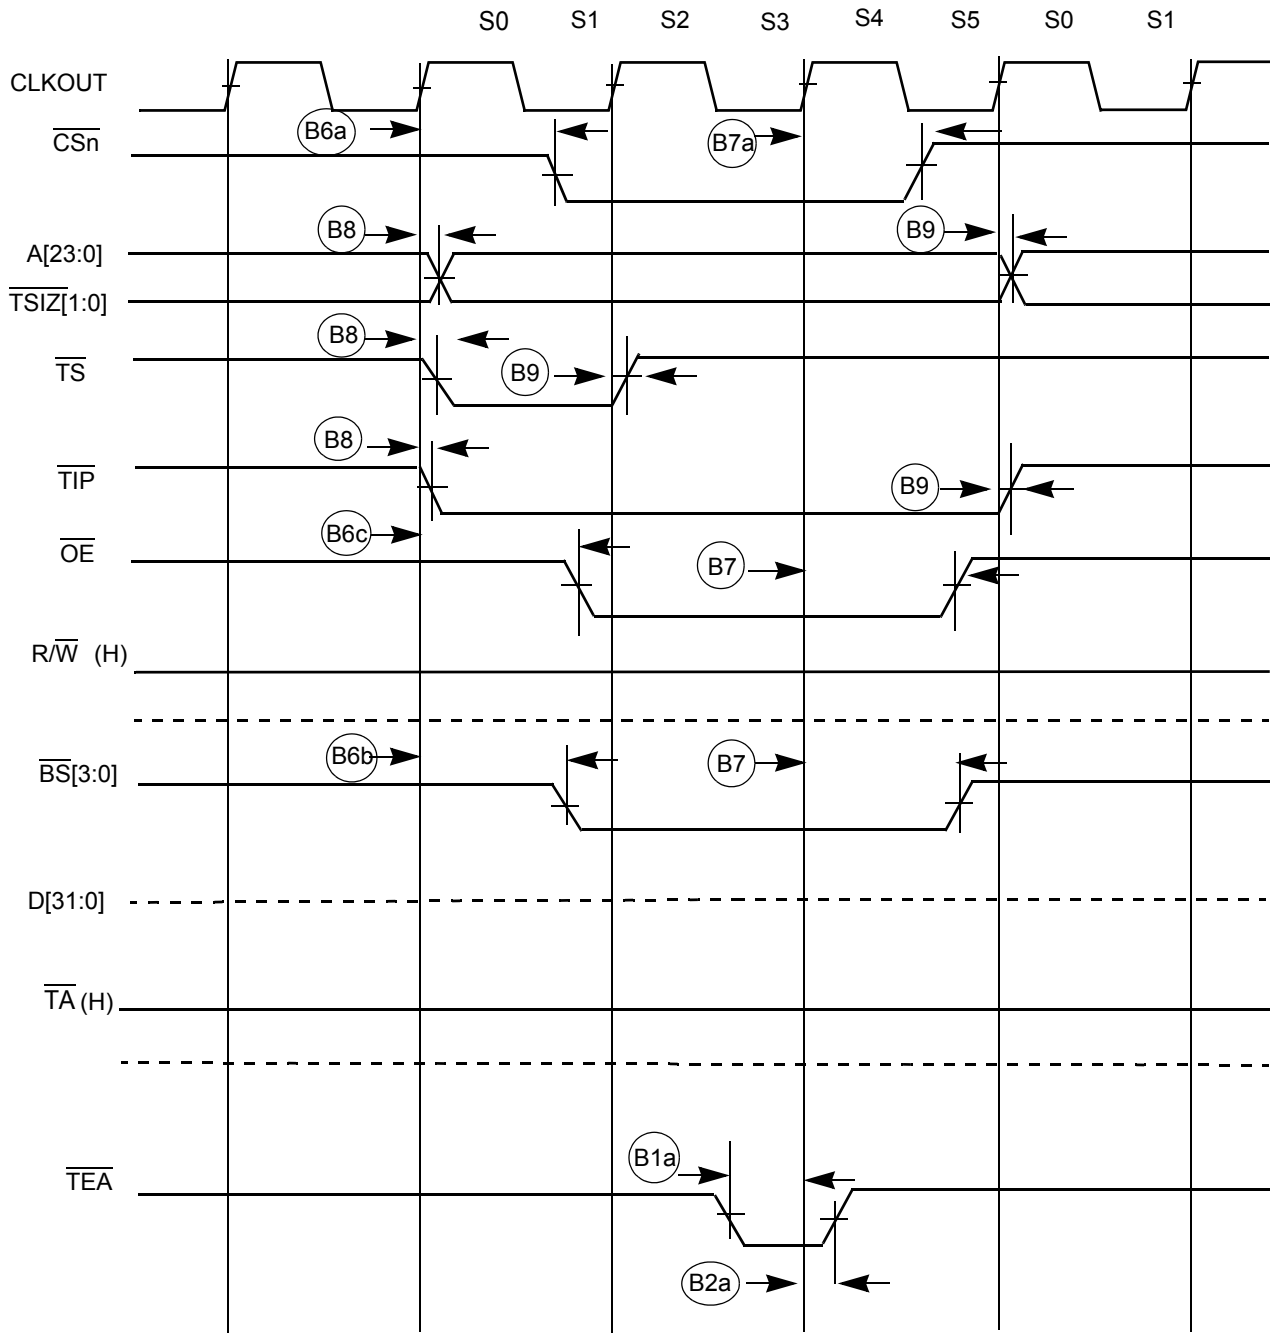 S0 S1 S2 S3 S4 S5 S0 S1
CLKOUT
B6a
CSn
B7a
B8
B9
A[23:0]
TSIZ[1:0]
B8
TS
B9
B8
TIP
B9
B6c
OE
B7
R/W (H)
B6b
B7
BS[3:0]
D[31:0]
TA (H)
B1a
TEA
B2a